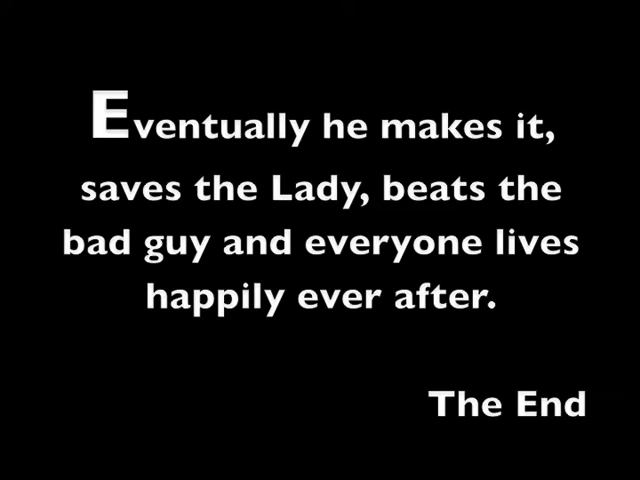 Eventually he makes it,
saves the Lady, beats the
bad guy and everyone lives
happily ever after.
The End